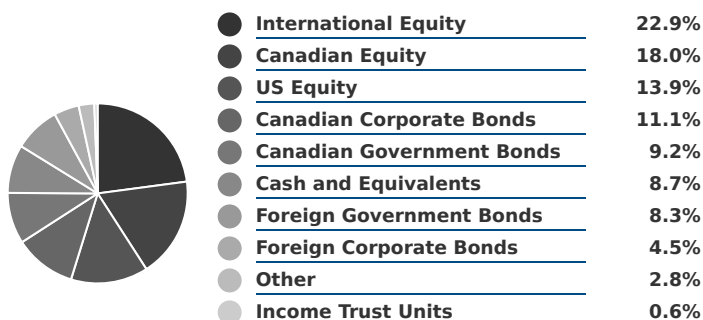 International Equity 22.9%
Canadian Equity 18.0%
US Equity 13.9%
Canadian Corporate Bonds 11.1%
Canadian Government Bonds 9.2%
Cash and Equivalents 8.7%
Foreign Government Bonds 8.3%
Foreign Corporate Bonds 4.5%
Other 2.8%
Income Trust Units 0.6%